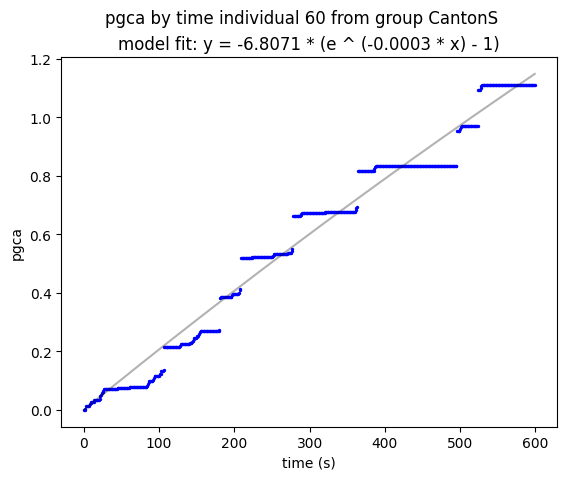 pgca by time individual 60 from group CantonS
model fit: y = -6.8071 * (e ^ (-0.0003 * x) - 1)
1.2
1.0
0.8
0.6
0.4
0.2
0.0
pgca
0 100 200 300 400 500 600
time (s)